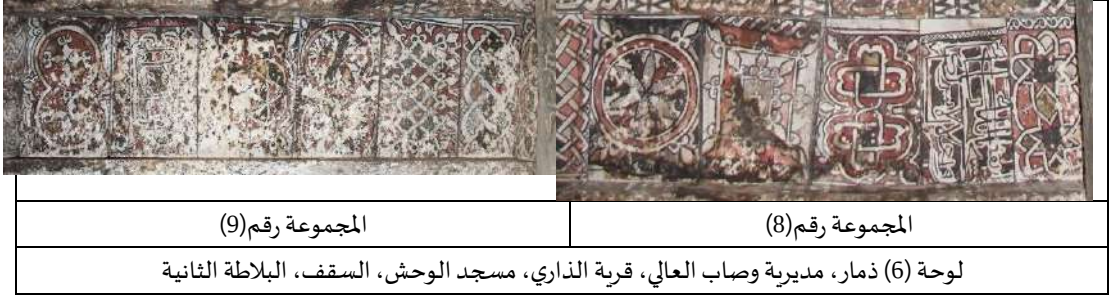 المجموعة رقم(8)
المجموعة رقم(9)
لوحة (6) ذمار، مديرية وصاب العالي، قرية الذاري، مسجد الوحش، السقف، البلاطة الثانية